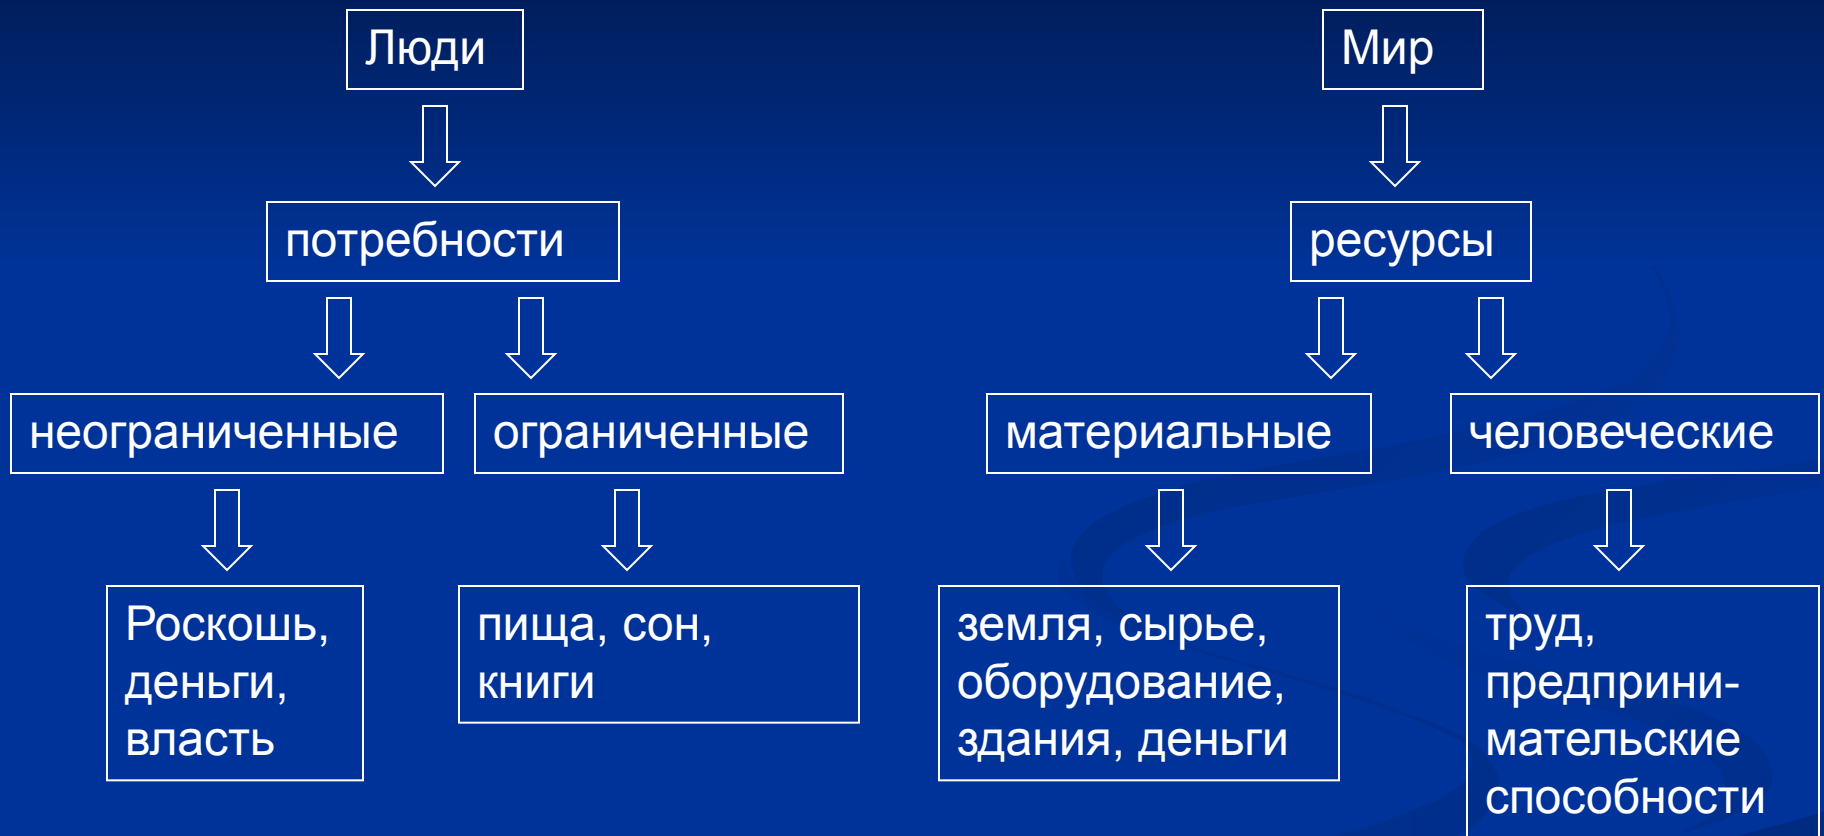 Люди
Мир
потребности
ресурсы
неограниченные
ограниченные
материальные
человеческие
Роскошь,
деньги,
власть
пища, сон,
книги
земля, сырье,
оборудование,
здания, деньги
труд,
предприни-
мательские
способности